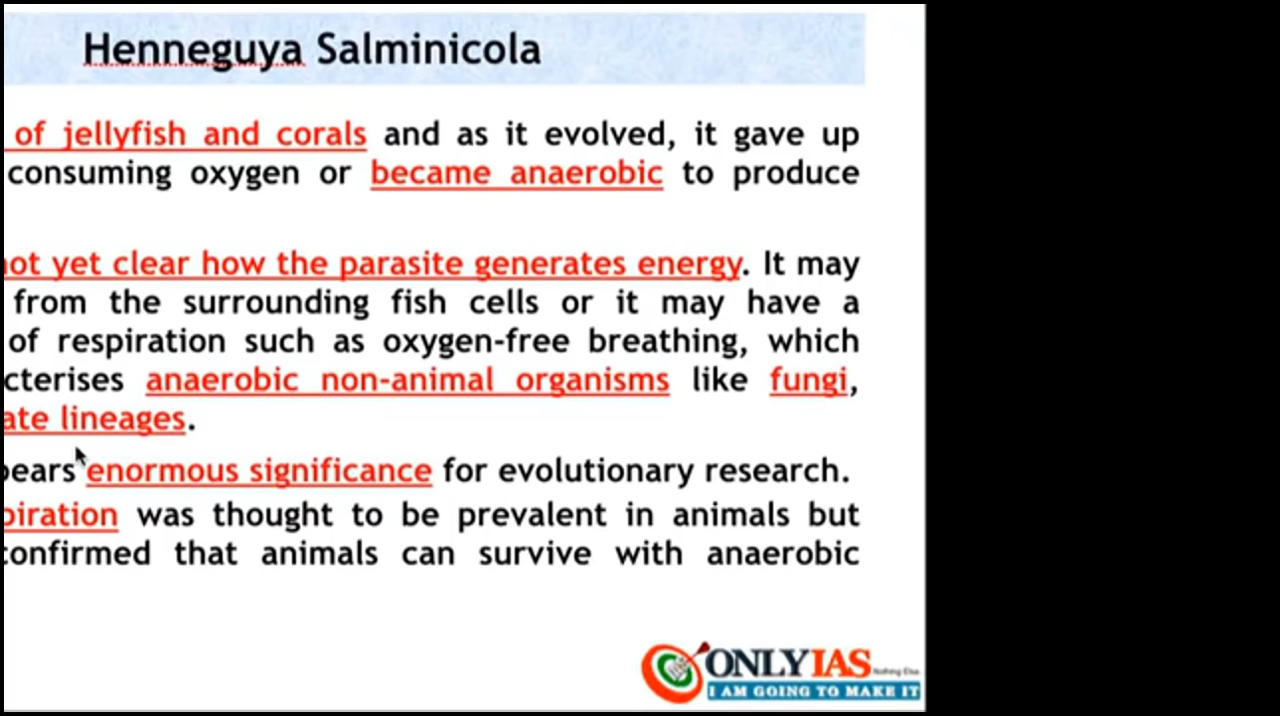 Henneguya Salminicola
of jellyfish and corals and as it evolved, it gave up
consuming oxygen or became anaerobic to produce
not yet clear how the parasite generates energy. It may
from the surrounding fish cells or it may have a
of respiration such as oxygen-free breathing, which
cterises anaerobic non-animal organisms like fungi,
ate lineages.
bears enormous significance for evolutionary research.
piration was thought to be prevalent in animals but
confirmed that animals can survive with anaerobic
ONLYIAS Nothing Else..
I AM GOING TO MAKE IT